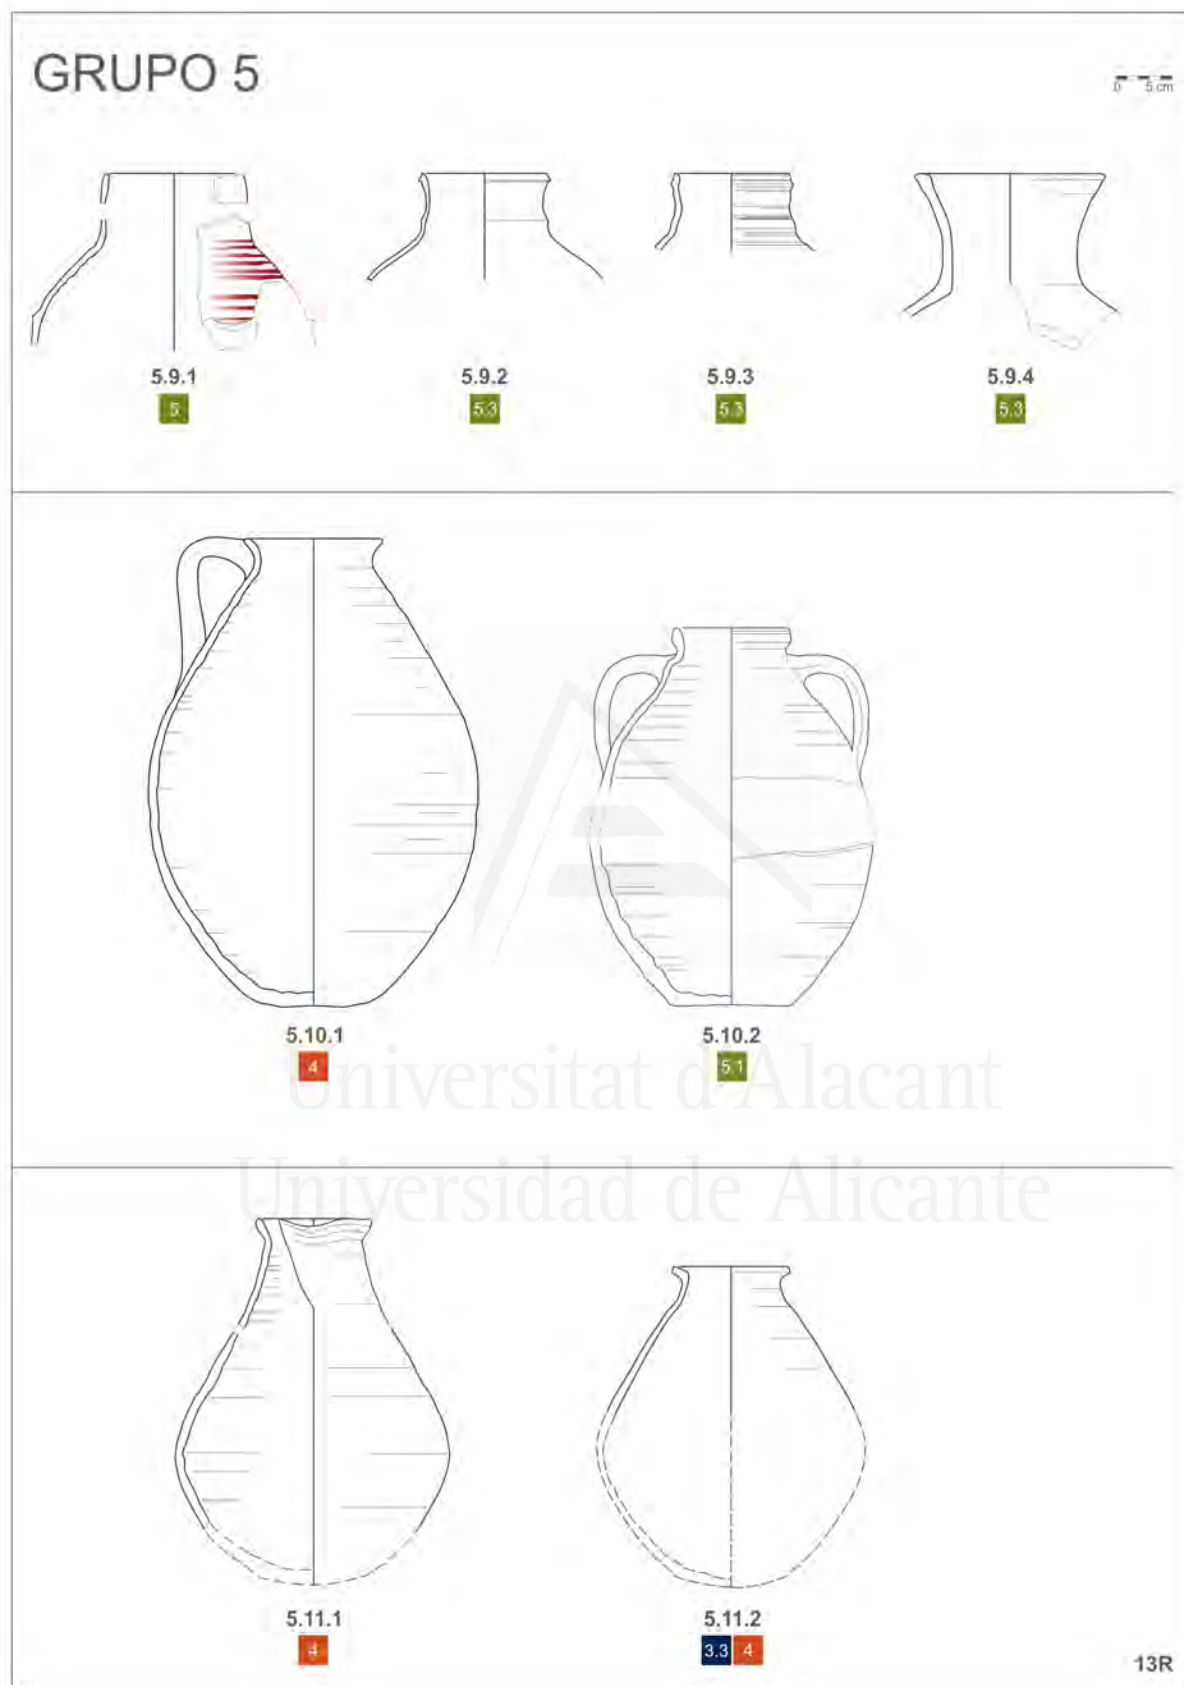 GRUPO 5
0 5 cm
5.9.1 5.9.2 5.9.3 5.9.4
5 5.3 5.3 5.3
5.10.1 5.10.2
4 5.1
Universitat d'Alacant
Universidad de Alicante
5.11.1 5.11.2
4 3.3 4
13R